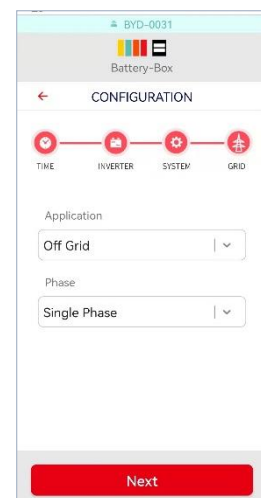 BYD-0031
Battery-Box
CONFIGURATION
TIME INVERTER SYSTEM GRID
Application
Off Grid
Phase
Single Phase
Next